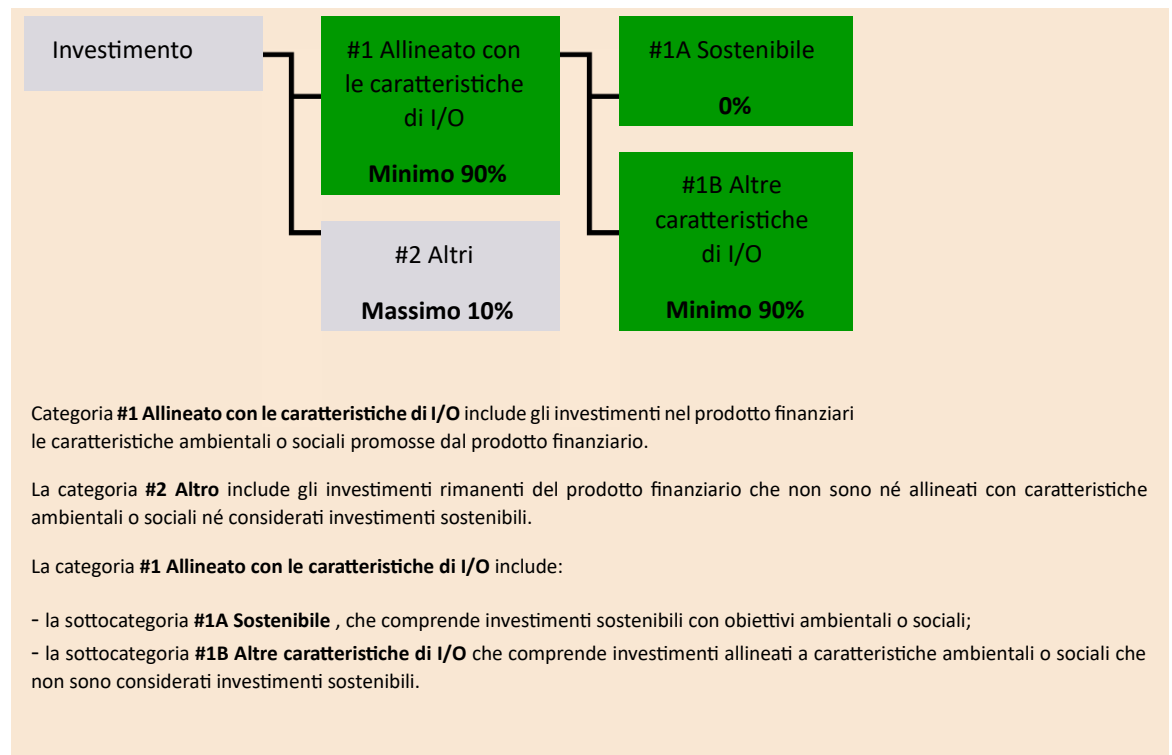 Investimento
#1 Allineato con
le caratteristiche
di I/O
Minimo 90%
#2 Altri
Massimo 10%
#1A Sostenibile
0%
#1B Altre
caratteristiche
di I/O
Minimo 90%
Categoria #1 Allineato con le caratteristiche di I/O include gli investimenti nel prodotto finanziari
le caratteristiche ambientali o sociali promosse dal prodotto finanziario.
La categoria #2 Altro include gli investimenti rimanenti del prodotto finanziario che non sono né allineati con caratteristiche
ambientali o sociali né considerati investimenti sostenibili.
La categoria #1 Allineato con le caratteristiche di I/O include:
- la sottocategoria #1A Sostenibile , che comprende investimenti sostenibili con obiettivi ambientali o sociali;
- la sottocategoria #1B Altre caratteristiche di I/O che comprende investimenti allineati a caratteristiche ambientali o sociali che
non sono considerati investimenti sostenibili.